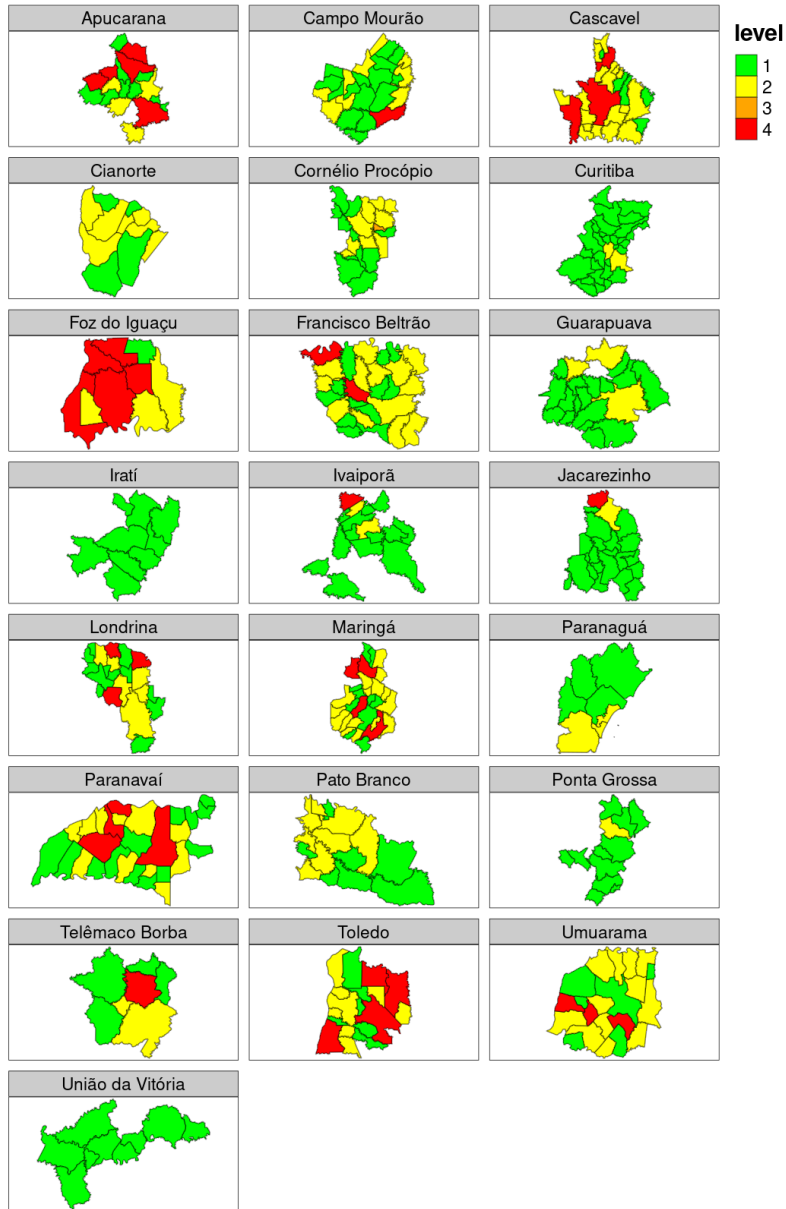 Apucarana
Campo Mourão
Cascavel
level
1
2
3
4
Cianorte
Cornélio Procópio
Curitiba
Foz do Iguaçu
Francisco Beltrão
Guarapuava
Iratí
Ivaiporã
Jacarezinho
Londrina
Maringá
Paranaguá
Paranavaí
Pato Branco
Ponta Grossa
Telêmaco Borba
Toledo
Umuarama
União da Vitória